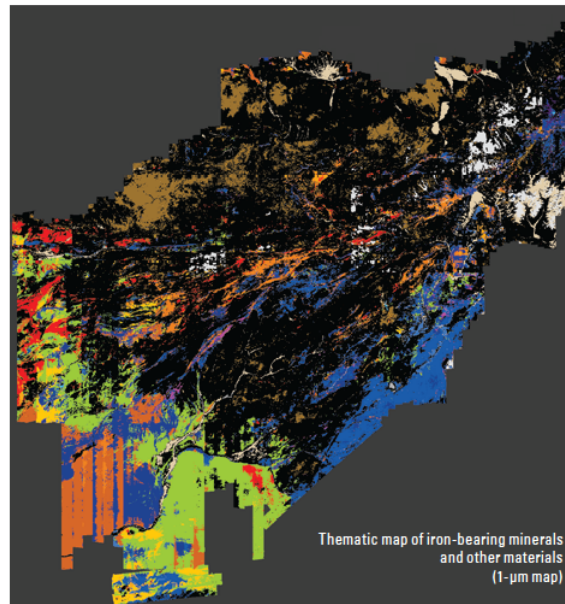 Thematic map of iron-bearing minerals
and other materials
(1-µm map)